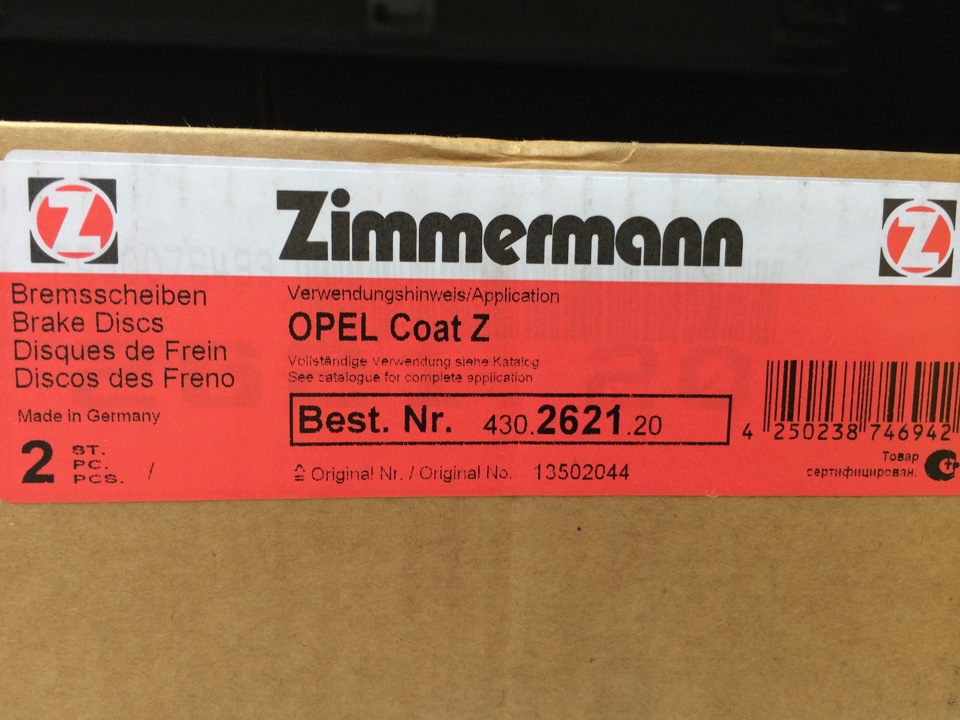 Z Zimmermann Z
Bremsscheiben
Brake Discs
Disques de Frein
Discos des Freno
Made in Germany
2 ST.
PC.
PCS. /
Verwendungshinweis/Application
OPEL Coat Z
Vollständige Verwendung siehe Katalog
See catalogue for complete application
Best. Nr. 430.2621.20
≙ Original Nr. / Original No. 13502044
4 250238 746942
Товар
сертифицирован.